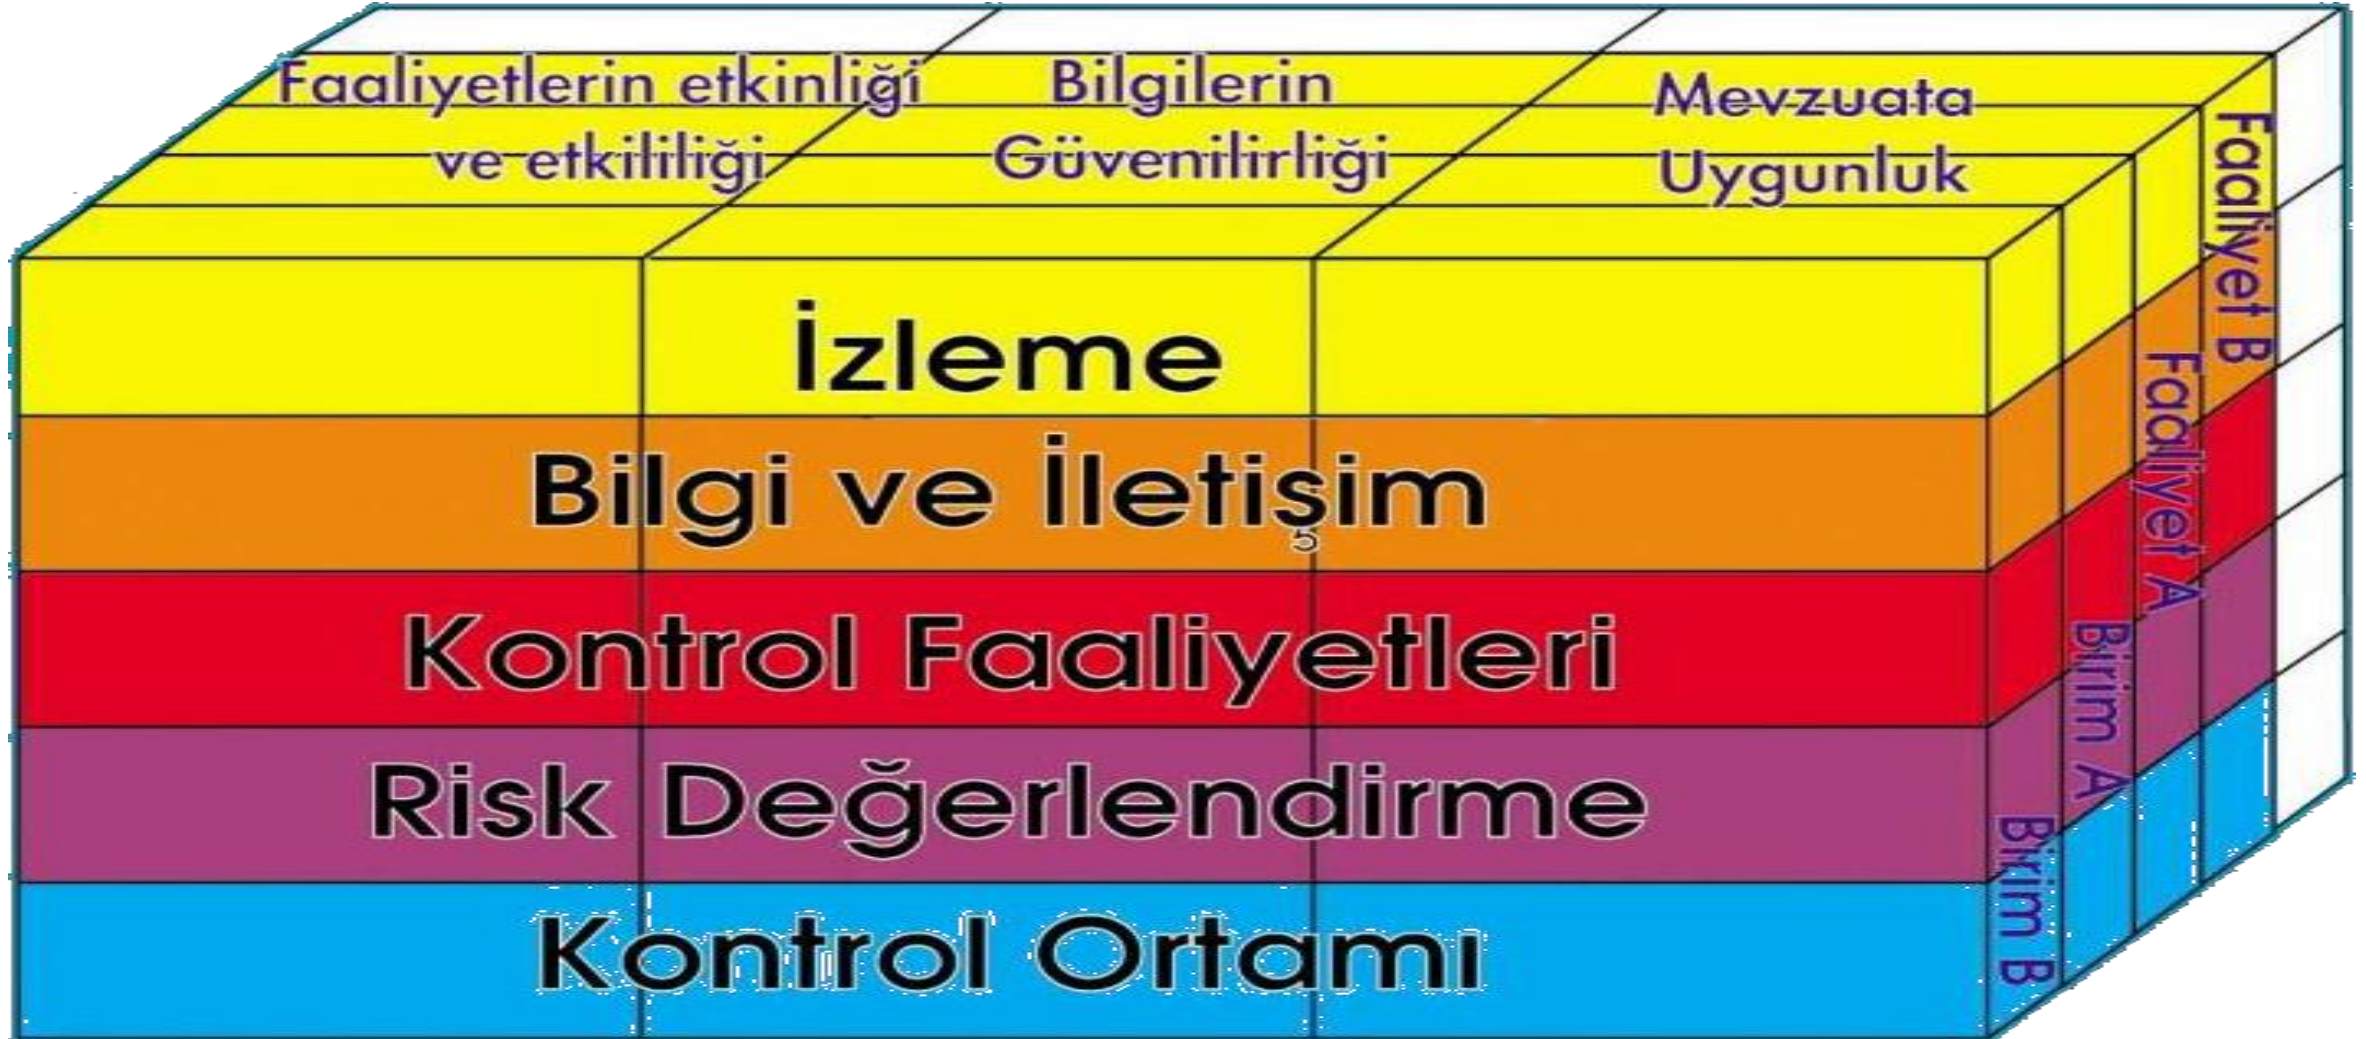 Faaliyetlerin etkinliği
ve etkililiği
Bilgilerin
Güvenilirliği
Mevzuata
Uygunluk
İzleme
Bilgi ve İletişim
Kontrol Faaliyetleri
Risk Değerlendirme
Kontrol Ortamı
Birim B
Birim A
Faaliyet A
Faaliyet B